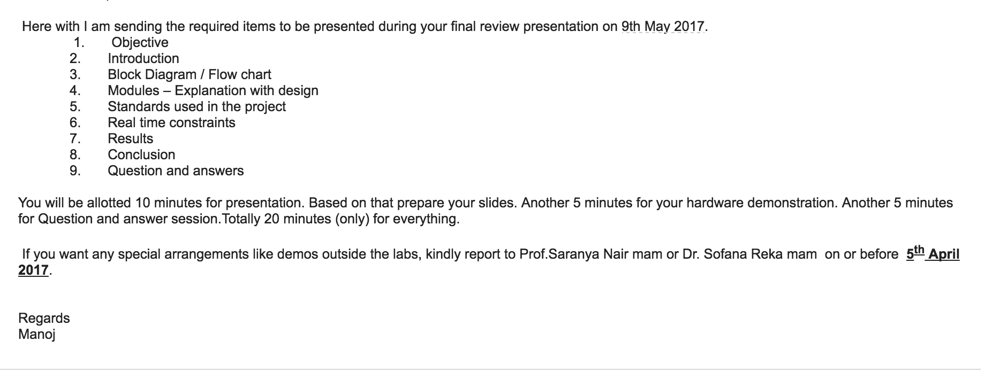 Here with I am sending the required items to be presented during your final review presentation on 9th May 2017.
1. Objective
2. Introduction
3. Block Diagram / Flow chart
4. Modules – Explanation with design
5. Standards used in the project
6. Real time constraints
7. Results
8. Conclusion
9. Question and answers
You will be allotted 10 minutes for presentation. Based on that prepare your slides. Another 5 minutes for your hardware demonstration. Another 5 minutes
for Question and answer session.Totally 20 minutes (only) for everything.
If you want any special arrangements like demos outside the labs, kindly report to Prof.Saranya Nair mam or Dr. Sofana Reka mam on or before 5th April
2017.
Regards
Manoj